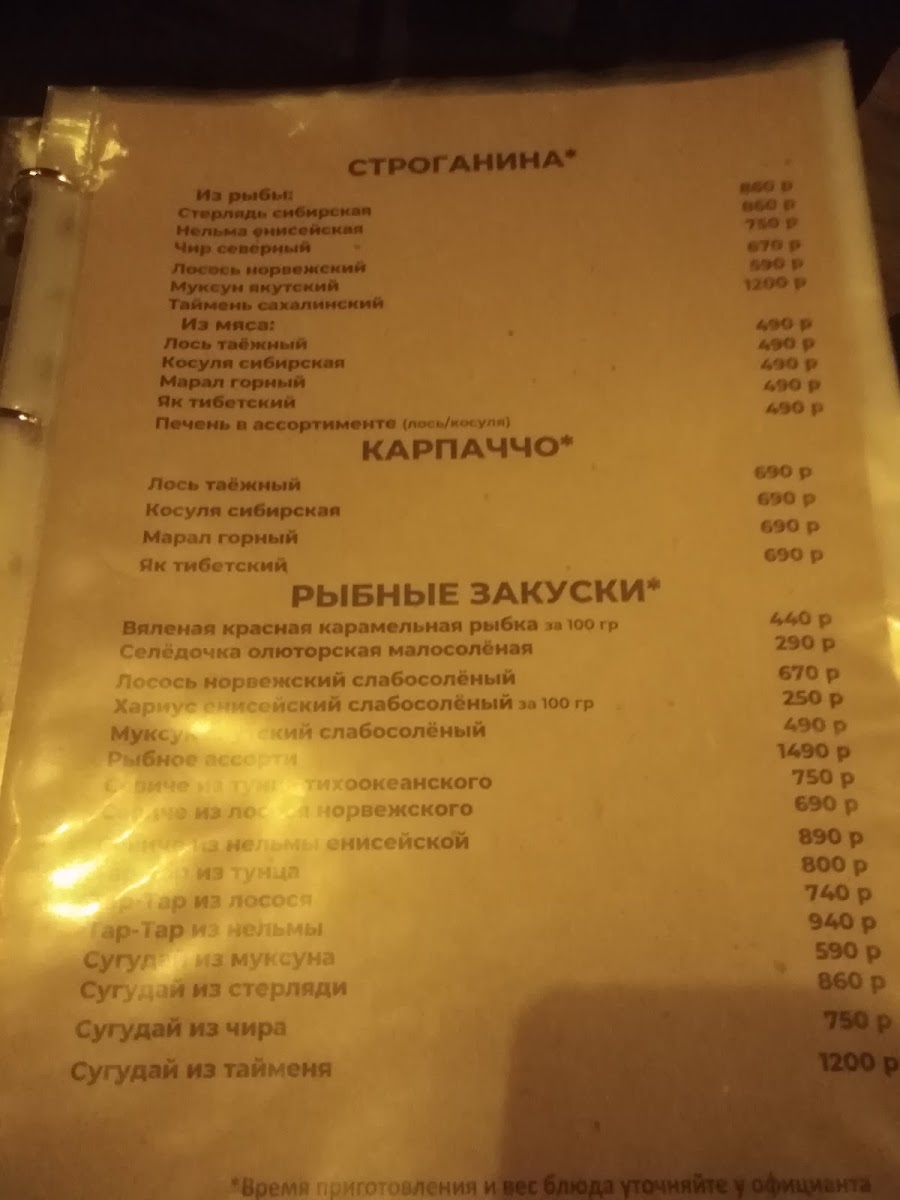 СТРОГАНИНА*
Из рыбы:
Стерлядь сибирская 860 р
Нельма енисейская 860 р
Чир северный 750 р
Лосось норвежский 670 р
Муксун якутский 590 р
Таймень сахалинский 1200 р
Из мяса:
Лось таёжный 490 р
Косуля сибирская 490 р
Марал горный 490 р
Як тибетский 490 р
Печень в ассортименте (лось/косуля) 490 р
КАРПАЧЧО*
Лось таёжный 690 р
Косуля сибирская 690 р
Марал горный 690 р
Як тибетский 690 р
РЫБНЫЕ ЗАКУСКИ*
Вяленая красная карамельная рыбка за 100 гр 440 р
Селёдочка олюторская малосолёная 290 р
Лосось норвежский слабосолёный 670 р
Хариус енисейский слабосолёный за 100 гр 250 р
Муксун слабосолёный 490 р
Рыбное ассорти 1490 р
из тунца тихоокеанского 750 р
из лосося норвежского 690 р
из нельмы енисейской 890 р
из тунца 800 р
Тар-Тар из лосося 740 р
Тар-Тар из нельмы 940 р
Сугудай из муксуна 590 р
Сугудай из стерляди 860 р
Сугудай из чира 750 р
Сугудай из тайменя 1200 р
*Время приготовления и вес блюда уточняйте у официанта